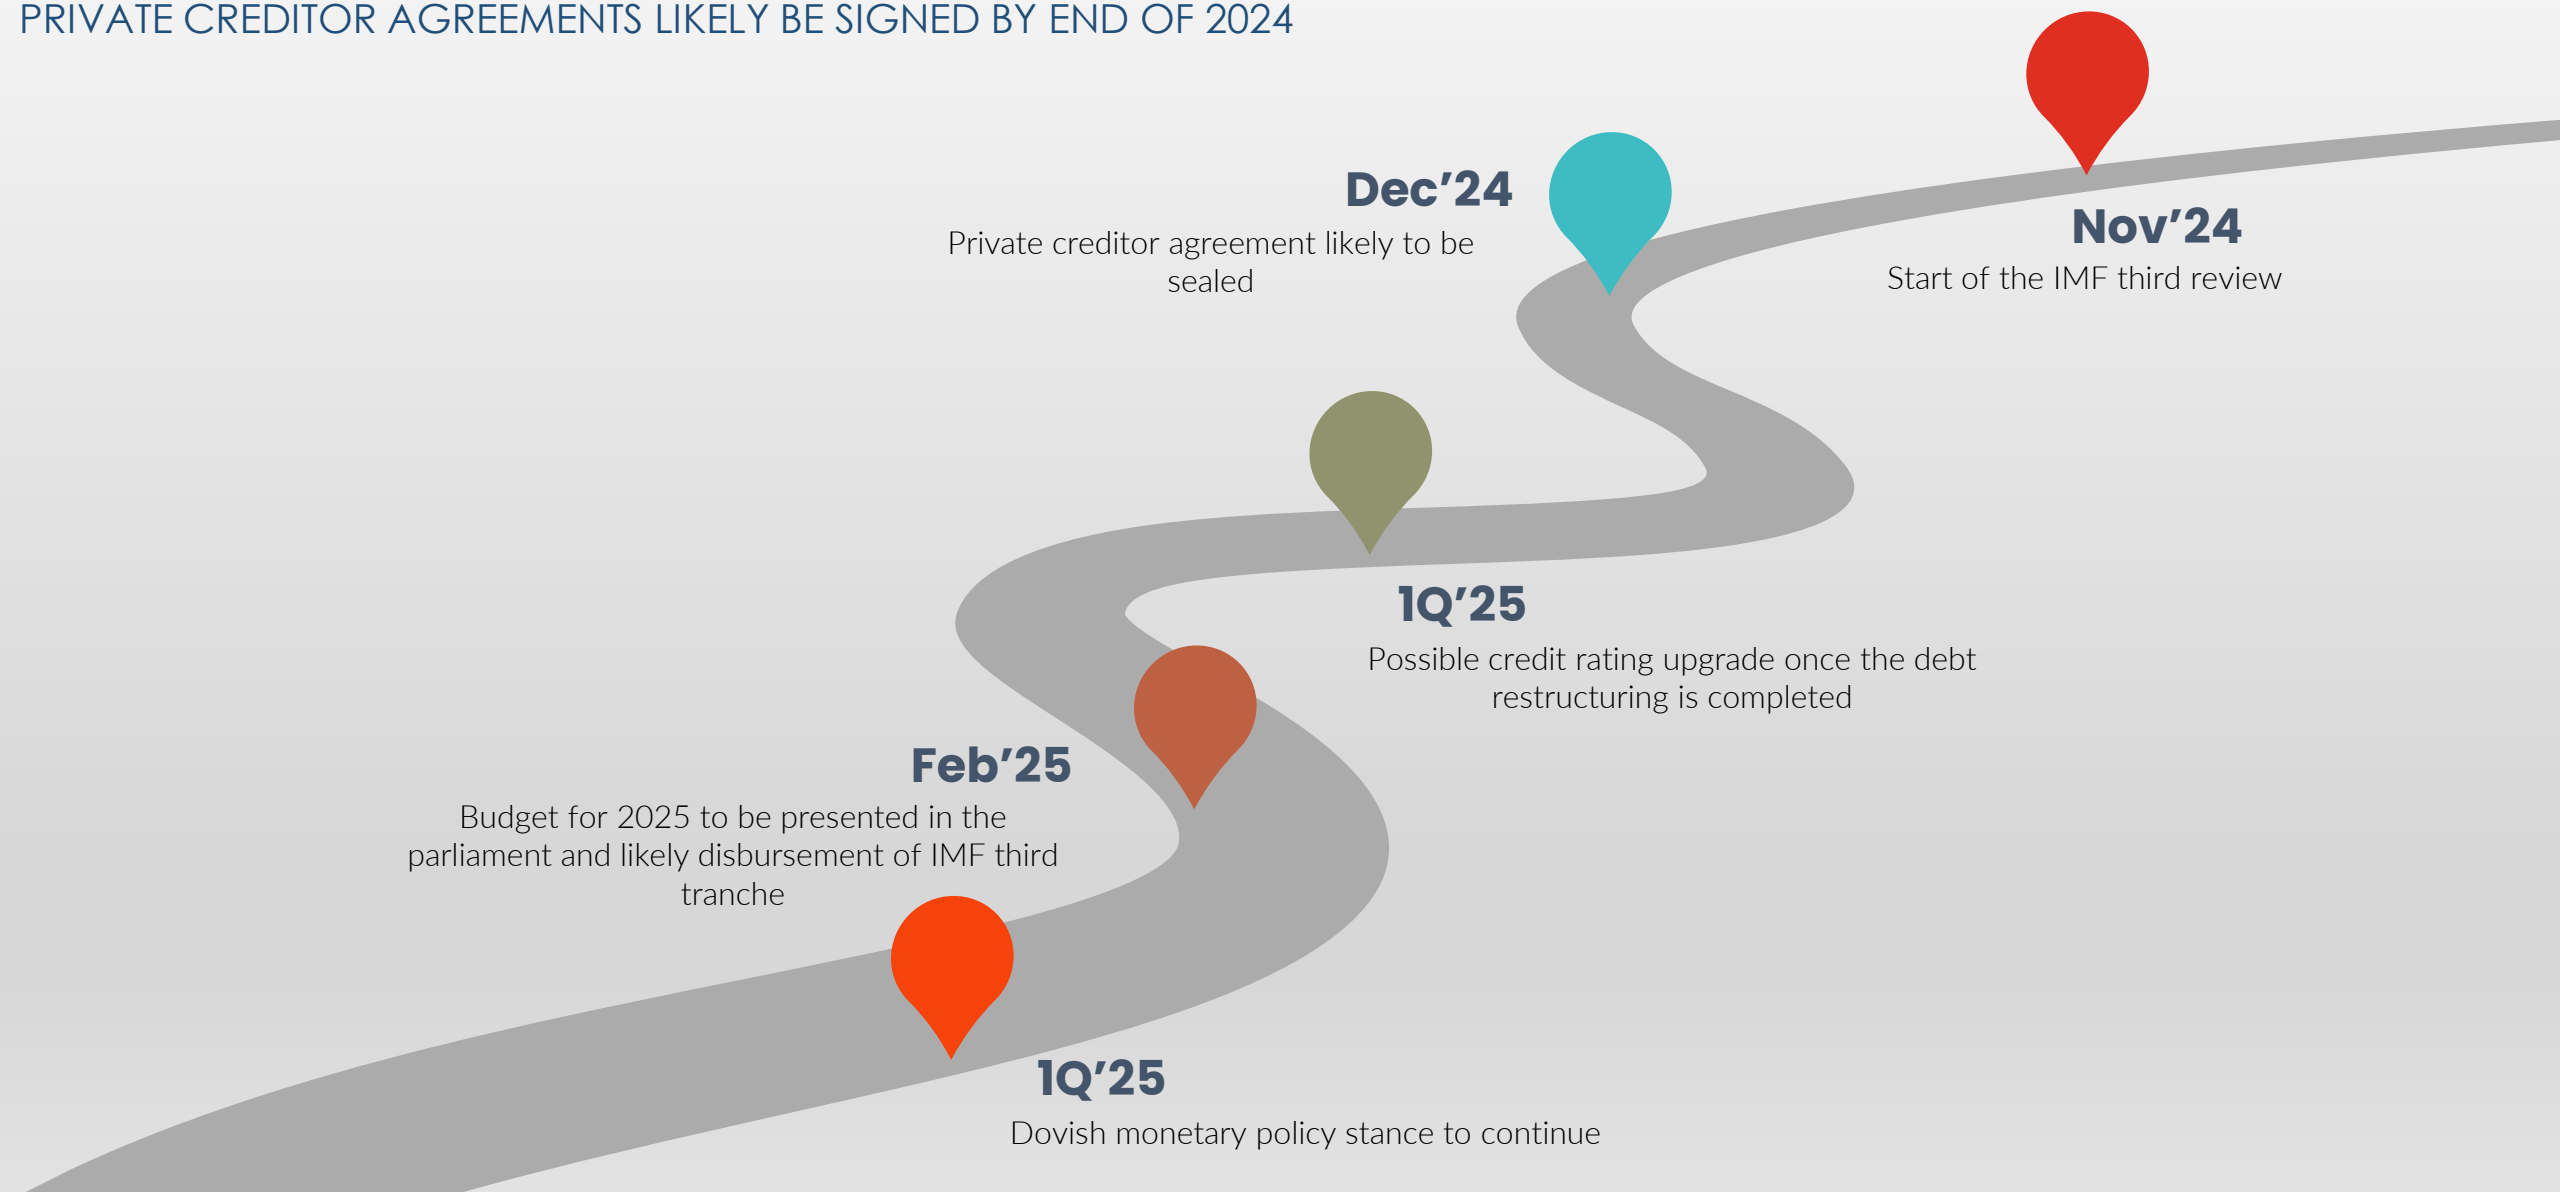 PRIVATE CREDITOR AGREEMENTS LIKELY BE SIGNED BY END OF 2024
Dec’24
Private creditor agreement likely to be
sealed
Nov’24
Start of the IMF third review
1Q’25
Possible credit rating upgrade once the debt
restructuring is completed
Feb’25
Budget for 2025 to be presented in the
parliament and likely disbursement of IMF third
tranche
1Q’25
Dovish monetary policy stance to continue